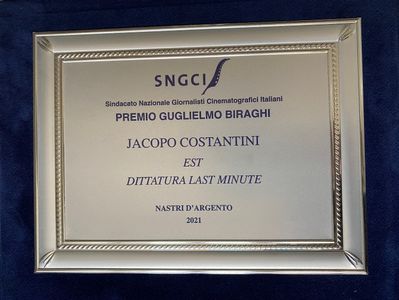 SNGCI
Sindacato Nazionale Giornalisti Cinematografici Italiani
PREMIO GUGLIELMO BIRAGHI
JACOPO COSTANTINI
EST
DITTATURA LAST MINUTE
NASTRI D'ARGENTO
2021